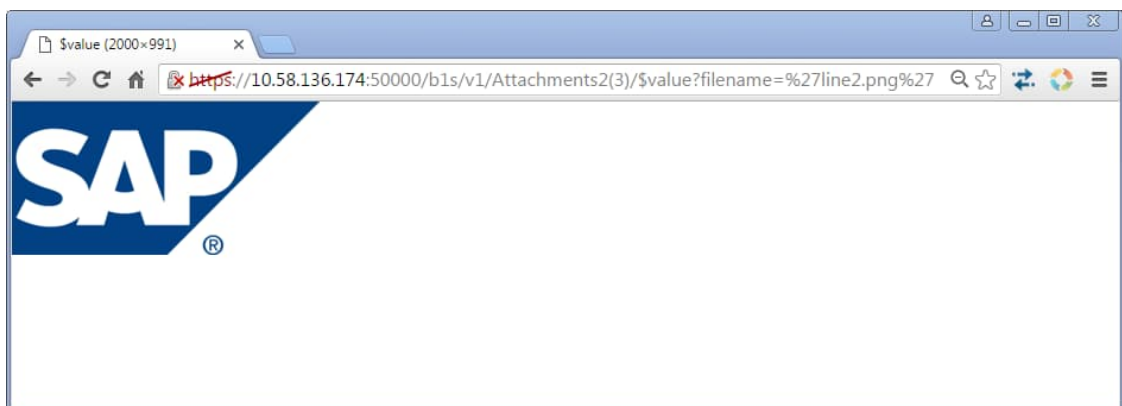 $value (2000×991)
https://10.58.136.174:50000/b1s/v1/Attachments2(3)/$value?filename=%27line2.png%27
SAP
®